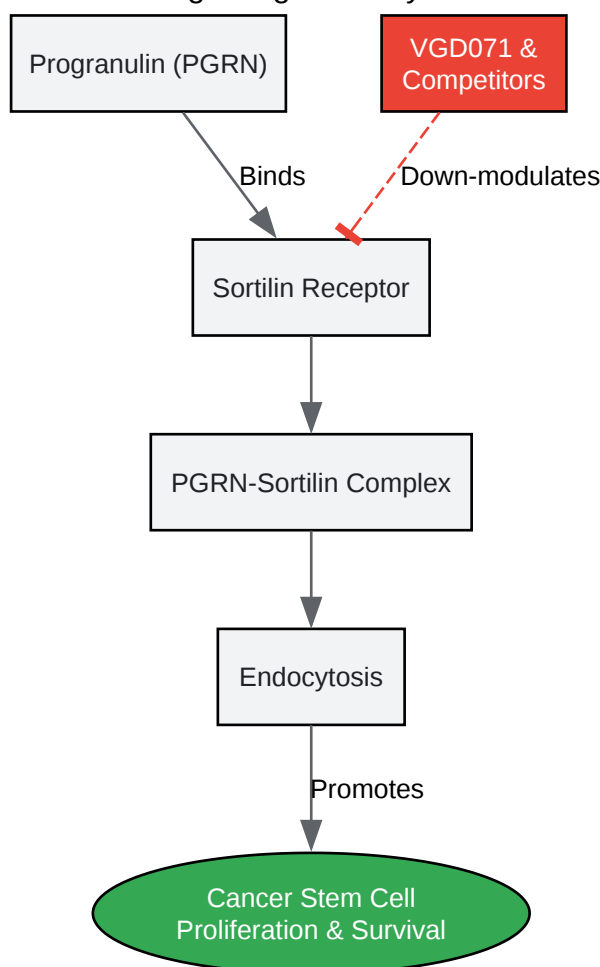 Progranulin (PGRN)
VGD071 &
Competitors
Binds
Down-modulates
Sortilin Receptor
PGRN-Sortilin Complex
Endocytosis
Promotes
Cancer Stem Cell
Proliferation & Survival